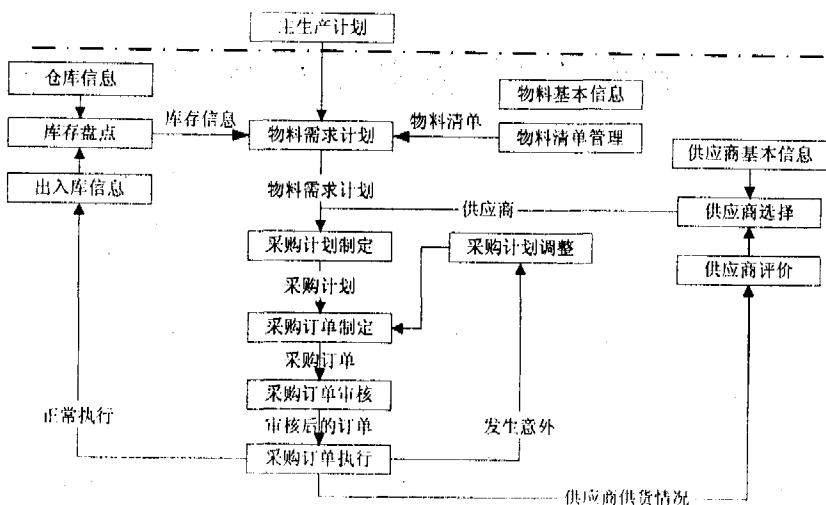 主生产计划
仓库信息
物料基本信息
库存盘点
库存信息
物料需求计划
物料清单
物料清单管理
供应商基本信息
出入库信息
物料需求计划
供应商
供应商选择
采购计划制定
采购计划调整
供应商评价
采购计划
采购订单制定
采购订单
采购订单审核
正常执行
审核后的订单
发生意外
采购订单执行
供应商供货情况